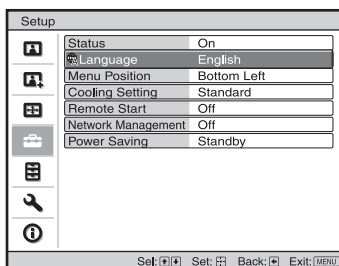 Setup
Status On
Language English
Menu Position Bottom Left
Cooling Setting Standard
Remote Start Off
Network Management Off
Power Saving Standby
Sel: Set: Back: Exit: MENU